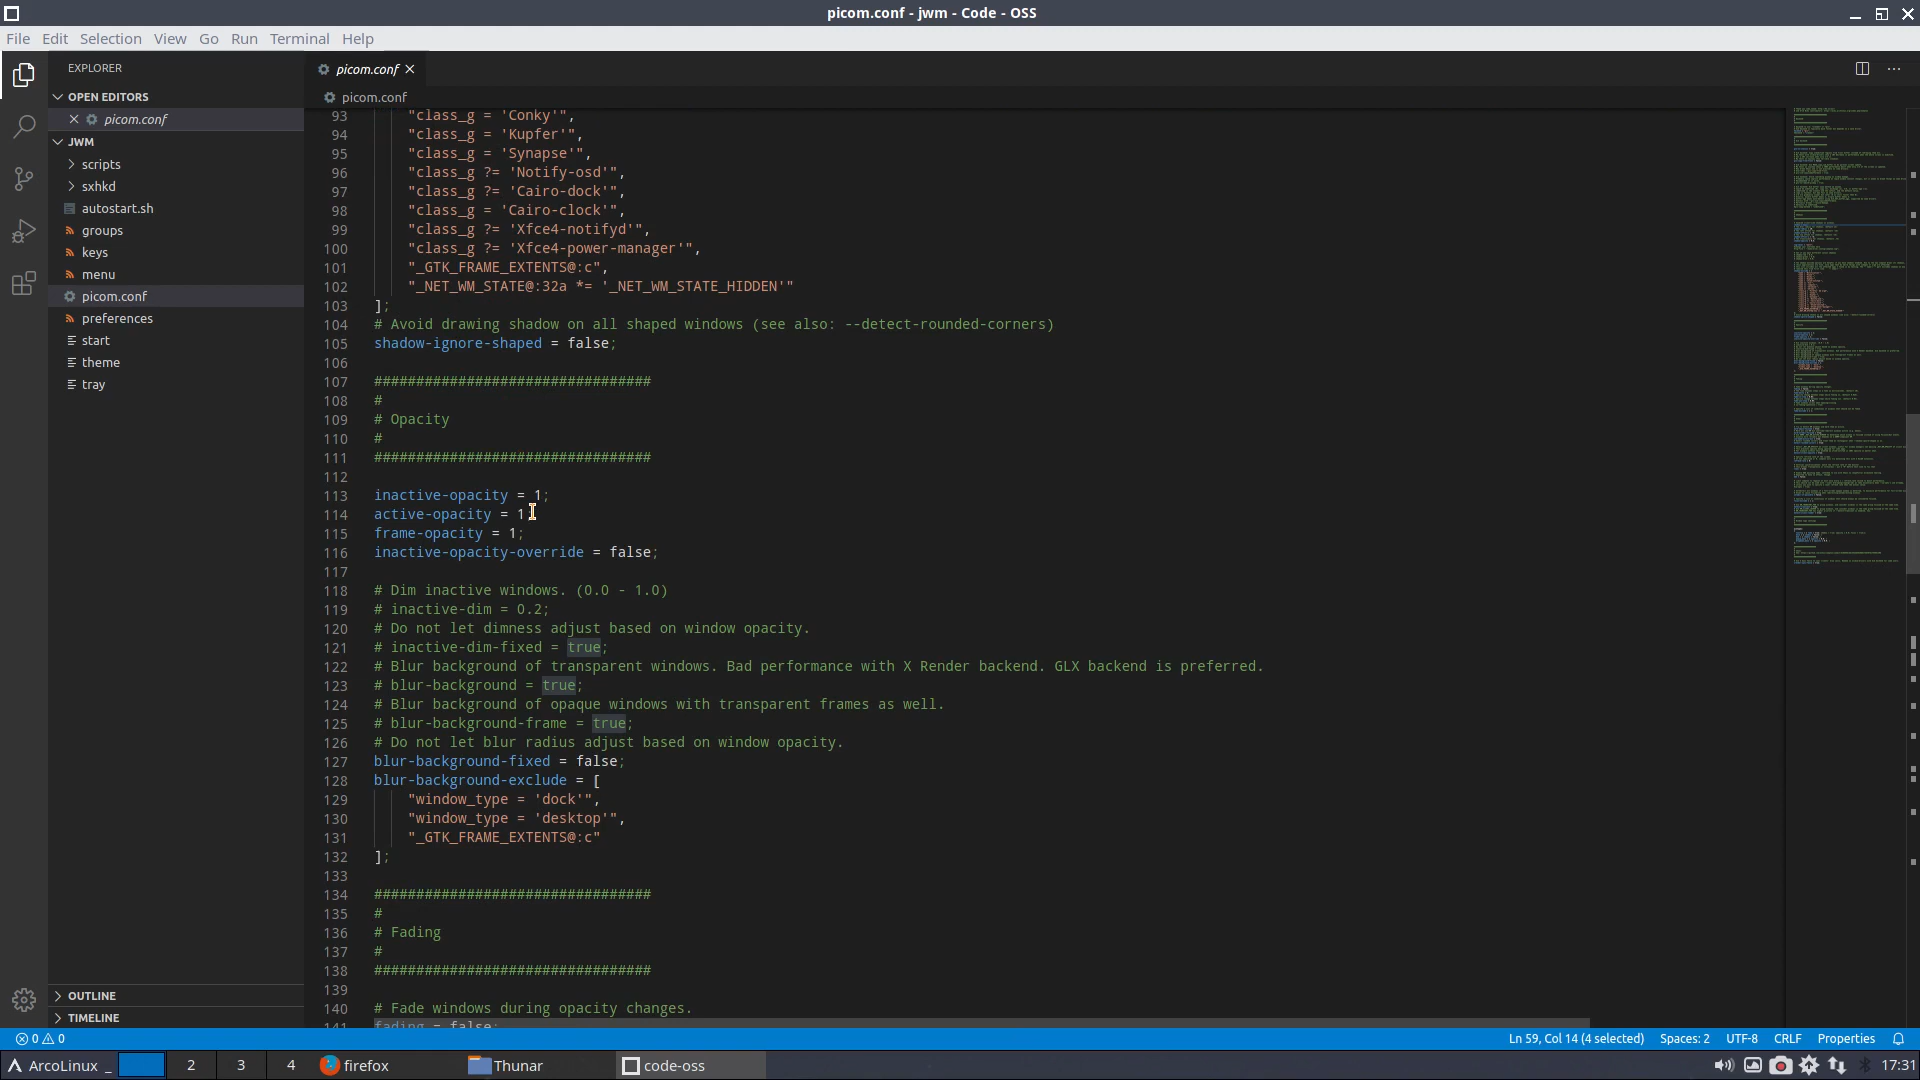 picom.conf - jwm - Code - OSS
File Edit Selection View Go Run Terminal Help
EXPLORER
OPEN EDITORS
picom.conf
JWM
scripts
sxhkd
autostart.sh
groups
keys
menu
picom.conf
preferences
start
theme
tray
OUTLINE
TIMELINE
picom.conf
picom.conf
93 "class_g = 'Conky'",
94 "class_g = 'Kupfer'",
95 "class_g = 'Synapse'",
96 "class_g ?= 'Notify-osd'",
97 "class_g ?= 'Cairo-dock'",
98 "class_g = 'Cairo-clock'",
99 "class_g ?= 'Xfce4-notifyd'",
100 "class_g ?= 'Xfce4-power-manager'",
101 "_GTK_FRAME_EXTENTS@:c",
102 "_NET_WM_STATE@:32a *= '_NET_WM_STATE_HIDDEN'"
103 ];
104 # Avoid drawing shadow on all shaped windows (see also: --detect-rounded-corners)
105 shadow-ignore-shaped = false;
106
107 #################################
108 #
109 # Opacity
110 #
111 #################################
112
113 inactive-opacity = 1;
114 active-opacity = 1;
115 frame-opacity = 1;
116 inactive-opacity-override = false;
117
118 # Dim inactive windows. (0.0 - 1.0)
119 # inactive-dim = 0.2;
120 # Do not let dimness adjust based on window opacity.
121 # inactive-dim-fixed = true;
122 # Blur background of transparent windows. Bad performance with X Render backend. GLX backend is preferred.
123 # blur-background = true;
124 # Blur background of opaque windows with transparent frames as well.
125 # blur-background-frame = true;
126 # Do not let blur radius adjust based on window opacity.
127 blur-background-fixed = false;
128 blur-background-exclude = [
129 "window_type = 'dock'",
130 "window_type = 'desktop'",
131 "_GTK_FRAME_EXTENTS@:c"
132 ];
133
134 #################################
135 #
136 # Fading
137 #
138 #################################
139
140 # Fade windows during opacity changes.
141 fading = false;
0 0 Ln 59, Col 14 (4 selected) Spaces: 2 UTF-8 CRLF Properties
ArcoLinux _ 2 3 4 firefox Thunar code-oss 17:31